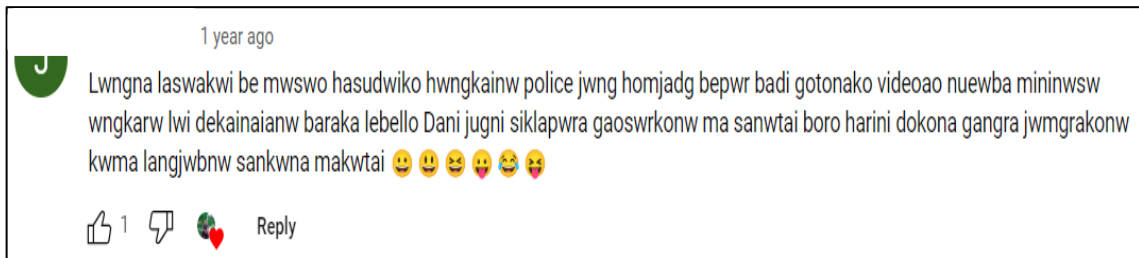 1 year ago
J
Lwngna laswakwi be mwswo hasudwiko hwngkainw police jwng homjadg bepwr badi gotonako videoao nuewba mininwsw
wngkarw lwi dekainaianw baraka lebello Dani jugni siklapwra gaoswrkonw ma sanwtai boro harini dokona gangra jwmgrakonw
kwma langjwbnw sankwna makwtai 😀 😃 😆 😛 😂 😝
1 Reply